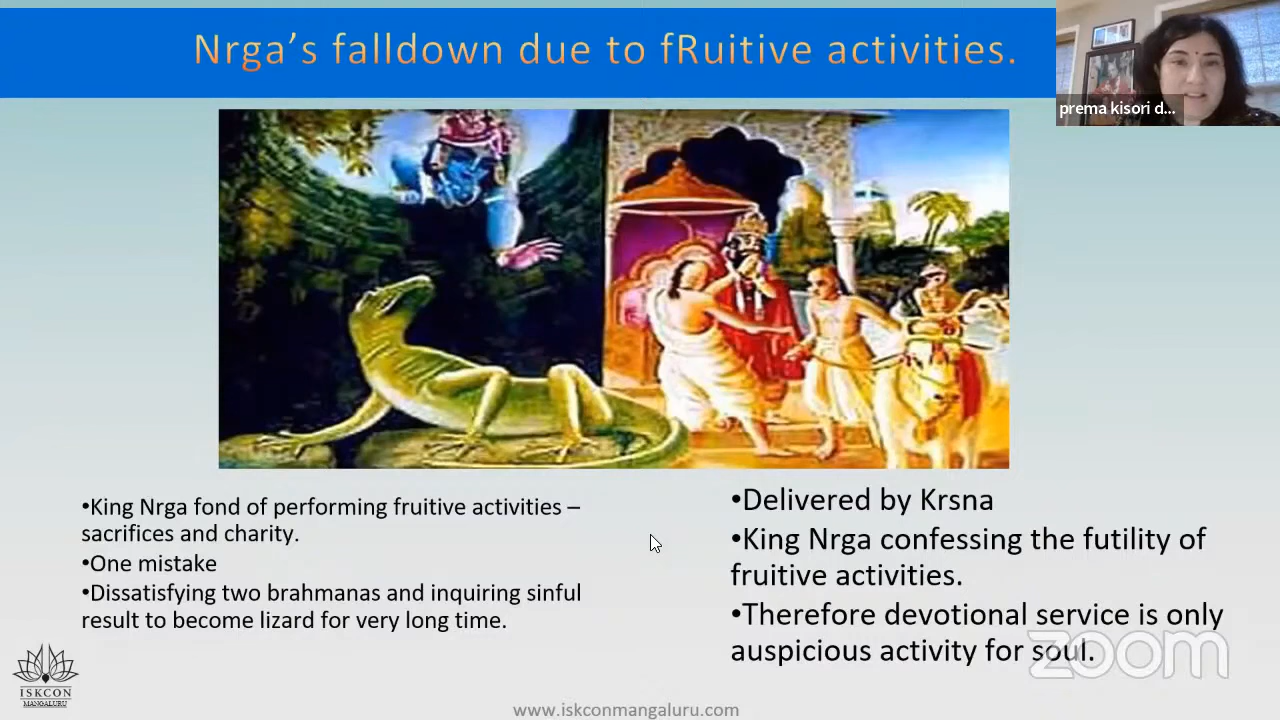 Nrga’s falldown due to fRuitive activities.
prema kisori d...
•King Nrga fond of performing fruitive activities –
sacrifices and charity.
•One mistake
•Dissatisfying two brahmanas and inquiring sinful
result to become lizard for very long time.
•Delivered by Krsna
•King Nrga confessing the futility of
fruitive activities.
•Therefore devotional service is only
auspicious activity for soul.
zoom
ISKCON
MANGALURU
www.iskconmangaluru.com